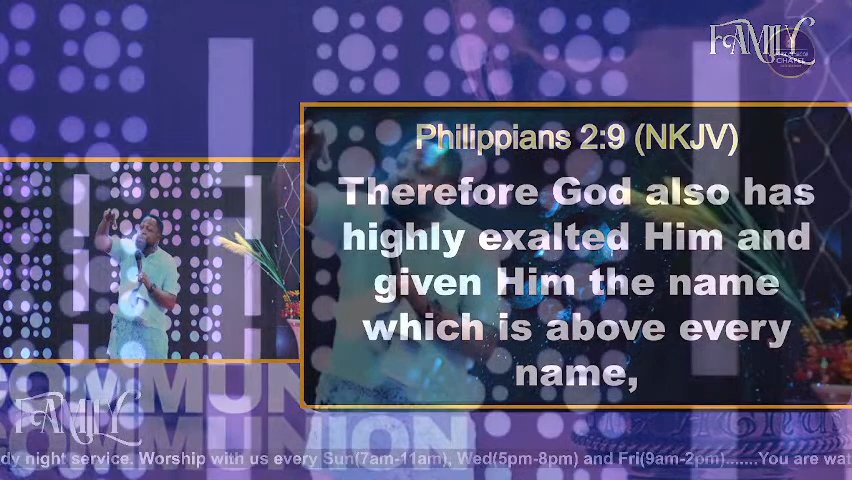 FAMILY
CHAPEL
Philippians 2:9 (NKJV)
Therefore God also has
highly exalted Him and
given Him the name
which is above every
name,
COMMUN
FAMILY
COMMUNION
dy night service. Worship with us every Sun(7am-11am), Wed(5pm-8pm) and Fri(9am-2pm).......You are wat